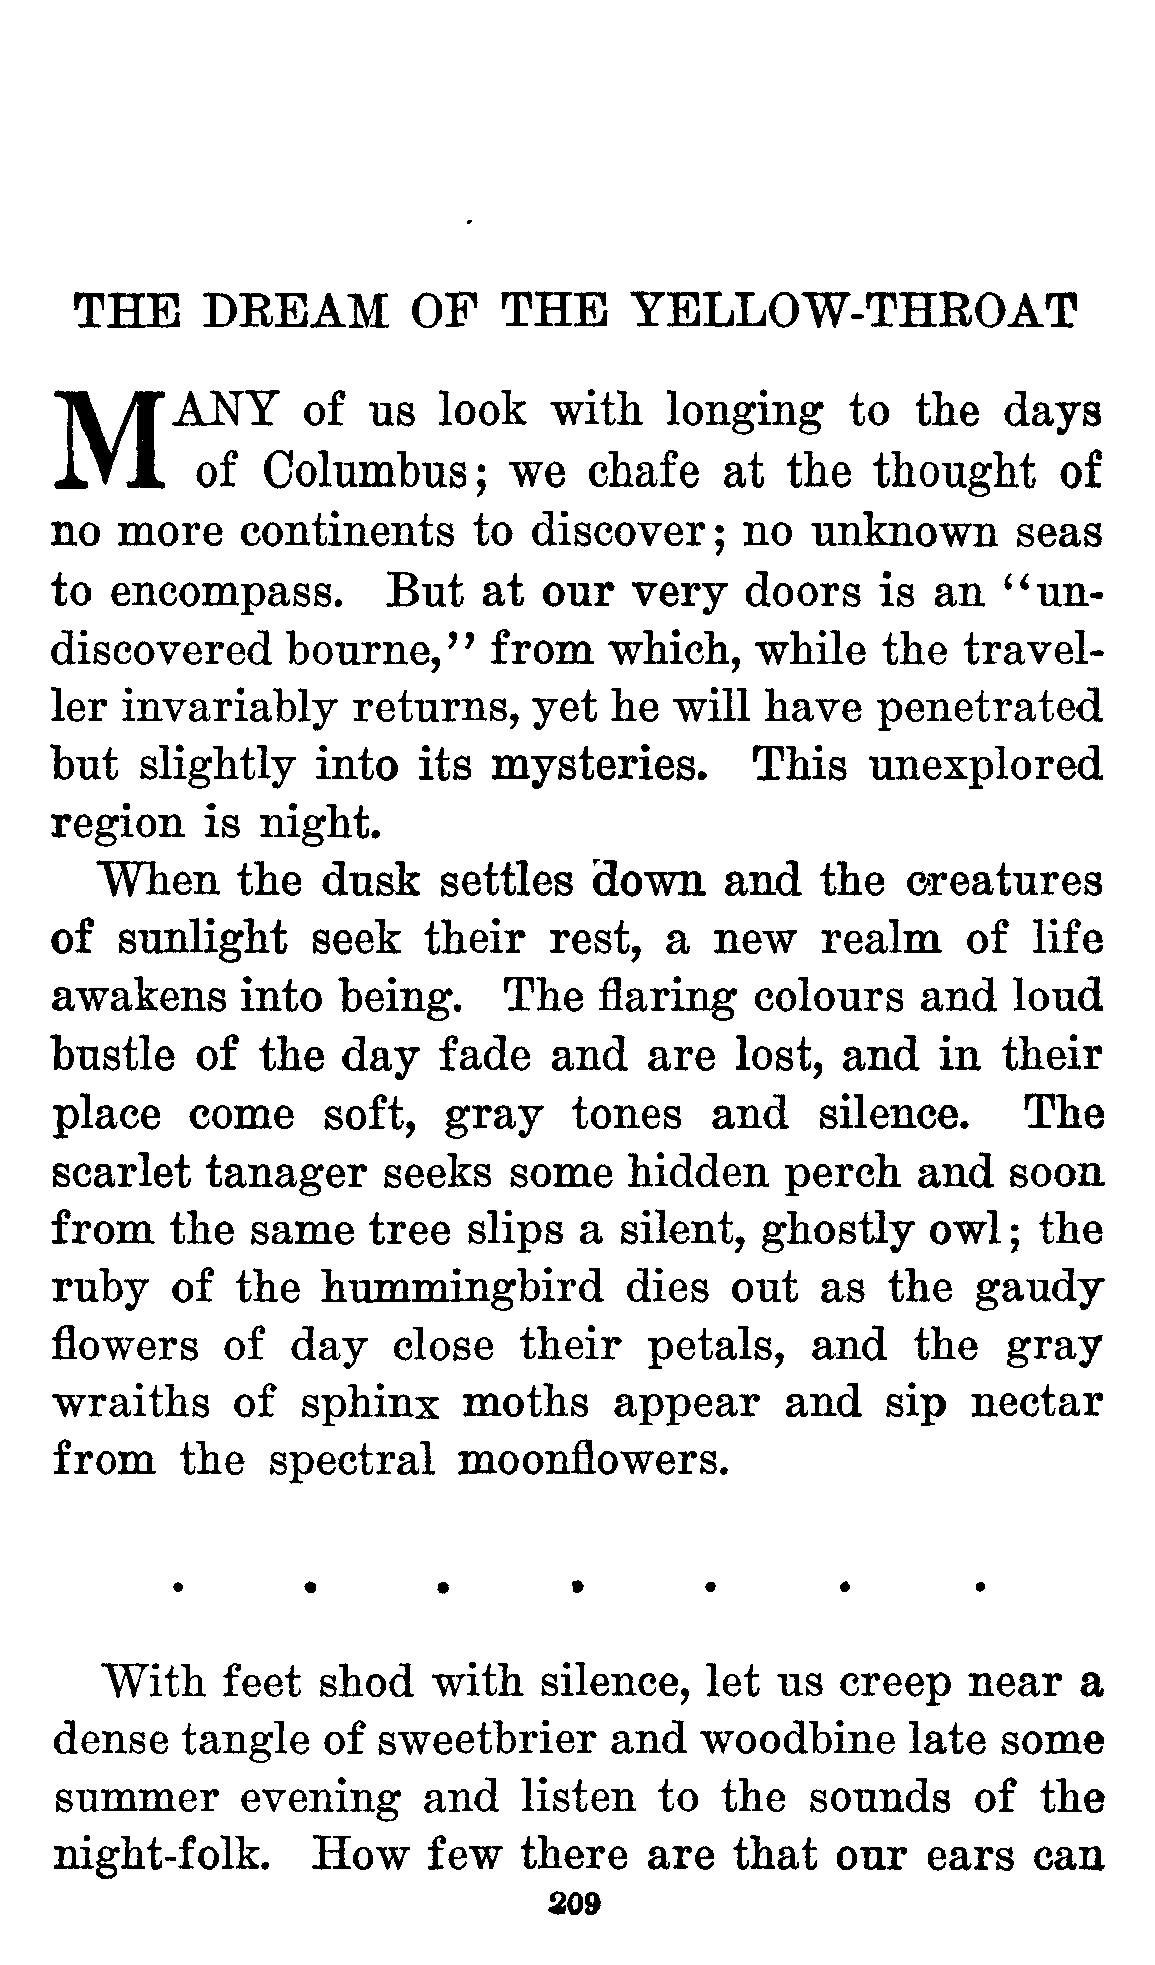 THE DREAM OF THE YELLOW-THROAT
MANY of us look with longing to the days
of Columbus; we chafe at the thought of
no more continents to discover; no unknown seas
to encompass. But at our very doors is an "un-
discovered bourne," from which, while the travel-
ler invariably returns, yet he will have penetrated
but slightly into its mysteries. This unexplored
region is night.
When the dusk settles down and the creatures
of sunlight seek their rest, a new realm of life
awakens into being. The flaring colours and loud
bustle of the day fade and are lost, and in their
place come soft, gray tones and silence. The
scarlet tanager seeks some hidden perch and soon
from the same tree slips a silent, ghostly owl; the
ruby of the hummingbird dies out as the gaudy
flowers of day close their petals, and the gray
wraiths of sphinx moths appear and sip nectar
from the spectral moonflowers.
. . . . . . .
With feet shod with silence, let us creep near a
dense tangle of sweetbrier and woodbine late some
summer evening and listen to the sounds of the
night-folk. How few there are that our ears can
209